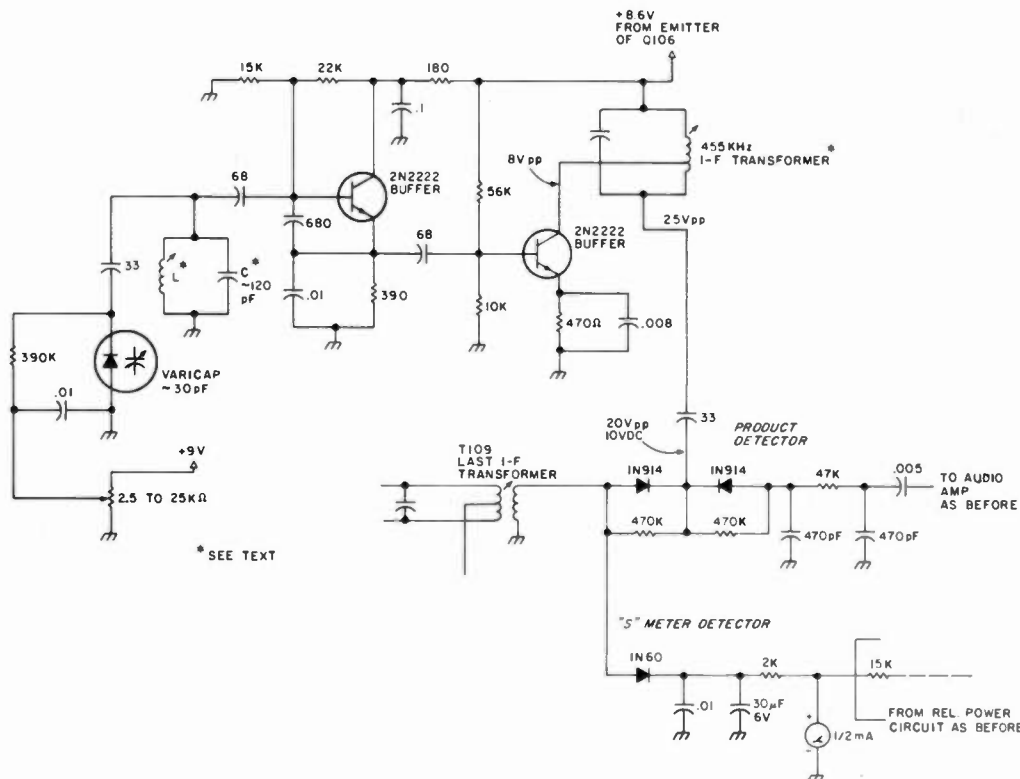 +8.6V
FROM EMITTER
OF Q106
15K
22K
180
.1
68
2N2222
BUFFER
8Vpp
455KHz
I-F TRANSFORMER*
56K
680
25Vpp
68
2N2222
BUFFER
33
L*
C*
~120
pF
.01
390
10K
470Ω
.008
390K
VARICAP
~30pF
.01
+9V
2.5 TO 25KΩ
*SEE TEXT
20Vpp
10VDC
33
PRODUCT
DETECTOR
T109
LAST I-F
TRANSFORMER
1N914
1N914
47K
.005
TO AUDIO
AMP
AS BEFORE
470K
470K
470pF
470pF
"S" METER DETECTOR
1N60
2K
15K
.01
30µF
6V
+
-
1/2mA
FROM REL. POWER
CIRCUIT AS BEFORE